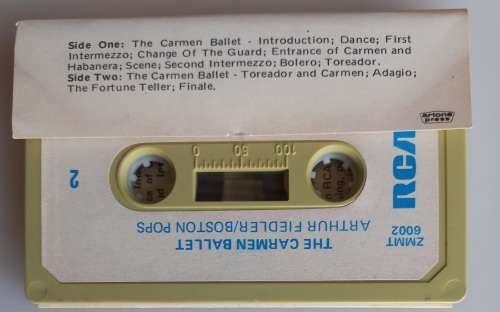 Side One: The Carmen Ballet - Introduction; Dance; First
Intermezzo; Change Of The Guard; Entrance of Carmen and
Habanera; Scene; Second Intermezzo; Bolero; Toreador.
Side Two: The Carmen Ballet - Toreador and Carmen; Adagio;
The Fortune Teller; Finale.
Artone
press
100 50 0
2
RCA
ZMMT
6002
THE CARMEN BALLET
ARTHUR FIEDLER/BOSTON POPS